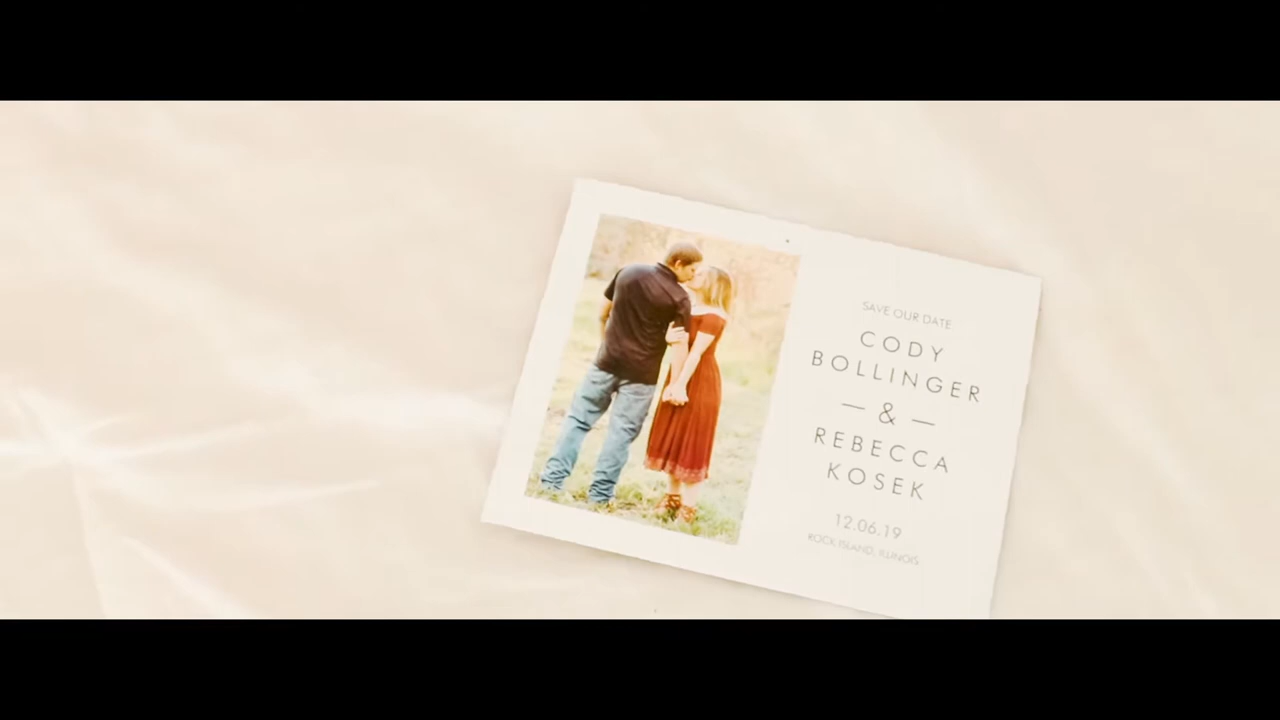 SAVE OUR DATE
CODY
BOLLINGER
— & —
REBECCA
KOSEK
12.06.19
ROCK ISLAND, ILLINOIS